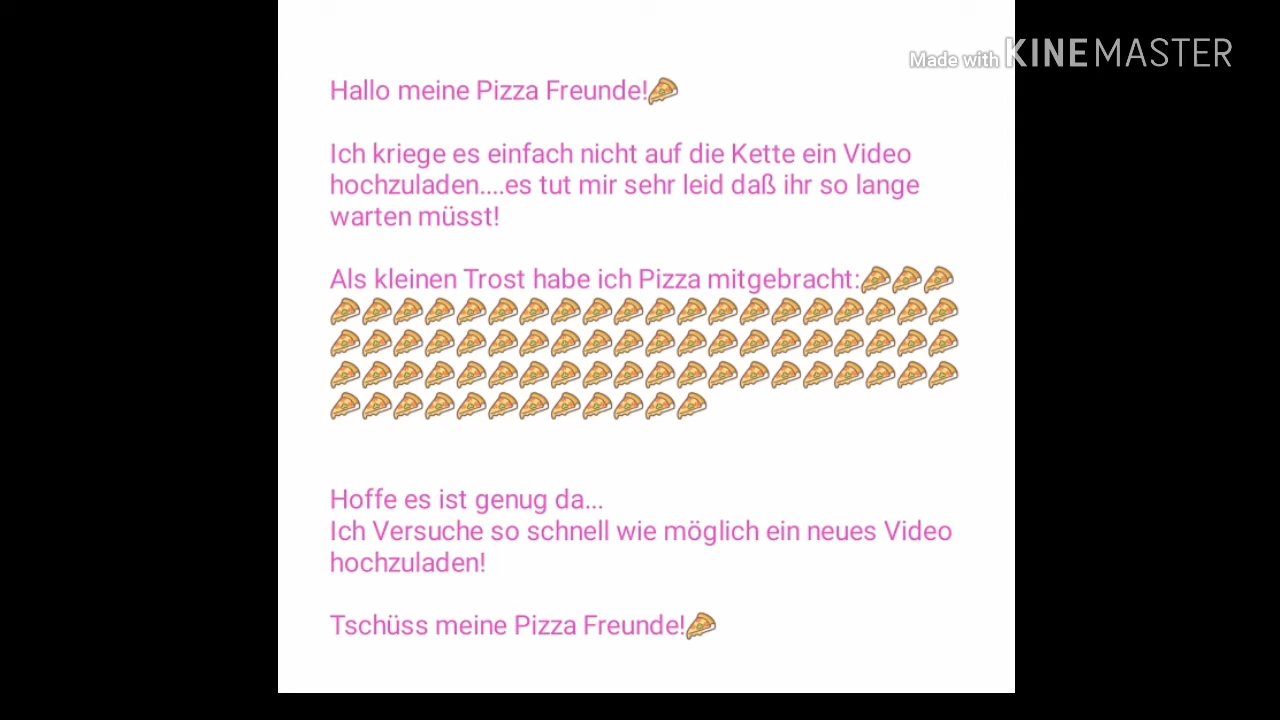 Made with KINEMASTER
Hallo meine Pizza Freunde!🍕
Ich kriege es einfach nicht auf die Kette ein Video
hochzuladen....es tut mir sehr leid daß ihr so lange
warten müsst!
Als kleinen Trost habe ich Pizza mitgebracht:🍕🍕🍕
🍕🍕🍕🍕🍕🍕🍕🍕🍕🍕🍕🍕🍕🍕🍕🍕🍕🍕🍕🍕
🍕🍕🍕🍕🍕🍕🍕🍕🍕🍕🍕🍕🍕🍕🍕🍕🍕🍕🍕🍕
🍕🍕🍕🍕🍕🍕🍕🍕🍕🍕🍕🍕🍕🍕🍕🍕🍕🍕🍕🍕
🍕🍕🍕🍕🍕🍕🍕🍕🍕🍕🍕🍕
Hoffe es ist genug da...
Ich Versuche so schnell wie möglich ein neues Video
hochzuladen!
Tschüss meine Pizza Freunde!🍕